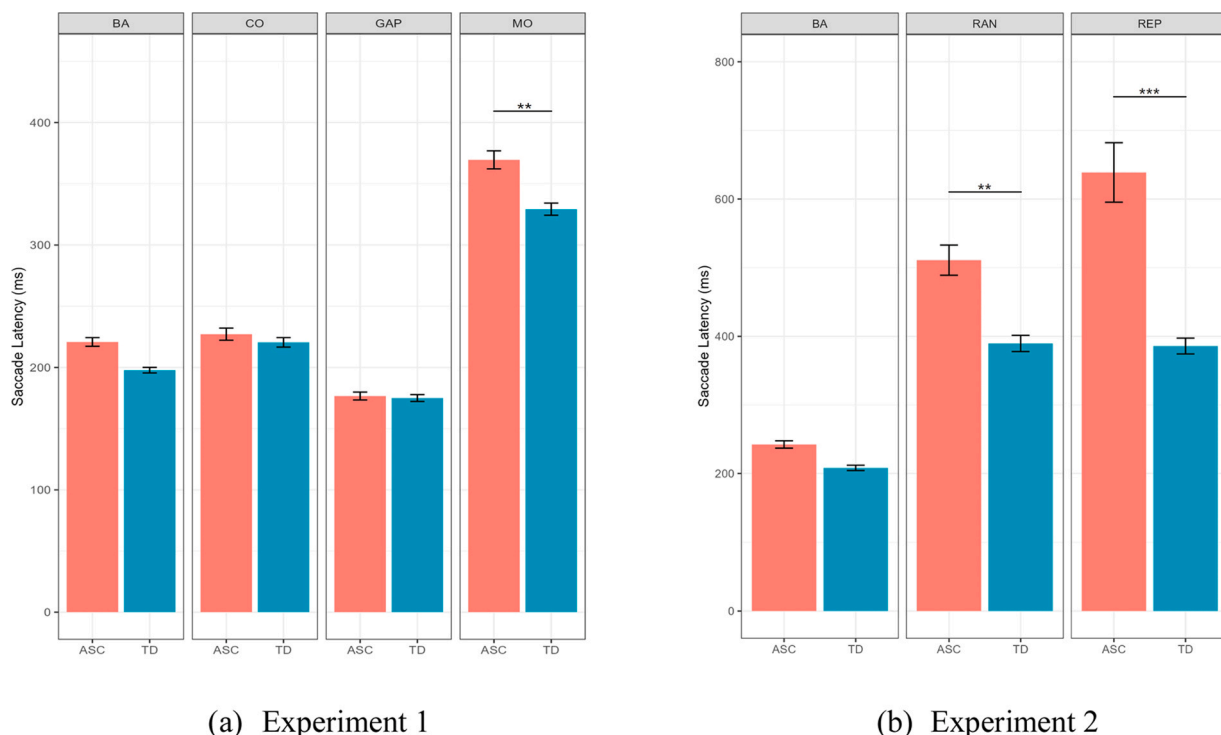 BA CO GAP MO
Saccade Latency (ms)
400
300
200
100
0
**
ASC TD ASC TD ASC TD ASC TD
(a) Experiment 1
BA RAN REP
Saccade Latency (ms)
800
600
400
200
0
***
**
ASC TD ASC TD ASC TD
(b) Experiment 2